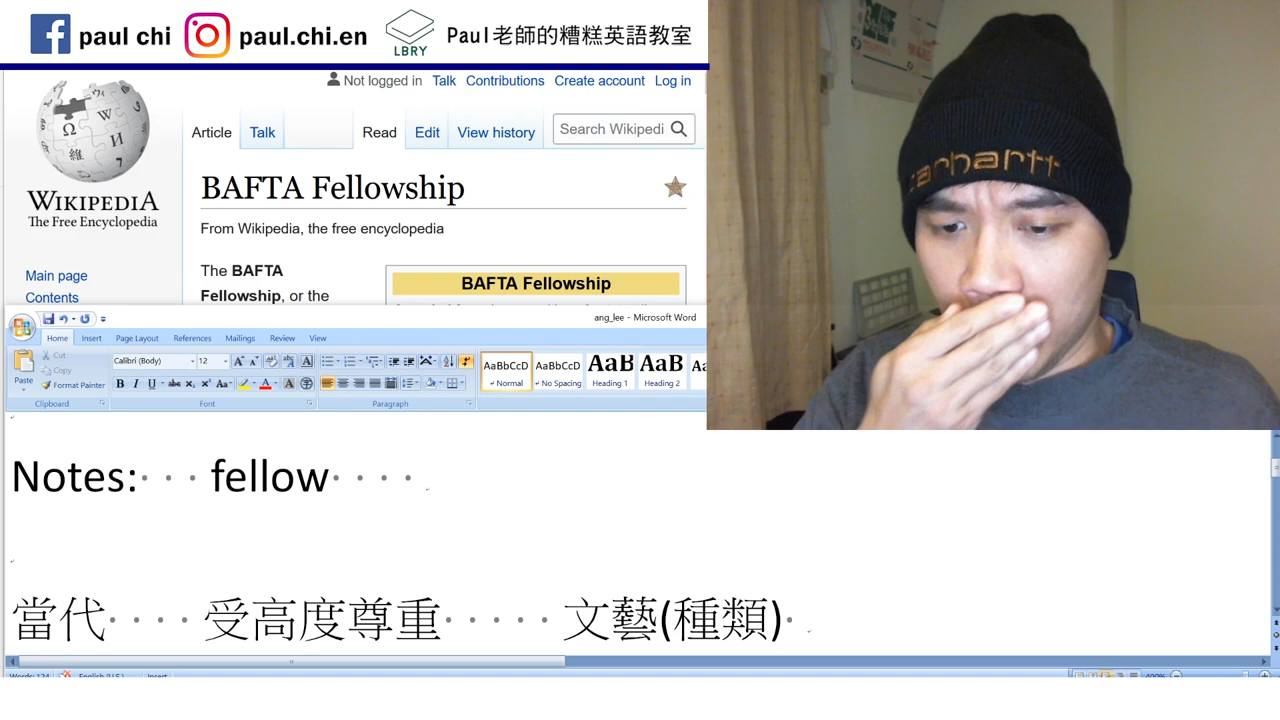 paul chi
paul.chi.en
LBRY
Paul老師的糟糕英語教室
Not logged in Talk Contributions Create account Log in
Article Talk Read Edit View history
Search Wikipedi
WIKIPEDIA
The Free Encyclopedia
BAFTA Fellowship
From Wikipedia, the free encyclopedia
Main page
Contents
The BAFTA
Fellowship, or the
BAFTA Fellowship
carhartt
ang_lee - Microsoft Word
Home Insert Page Layout References Mailings Review View
Paste
Cut
Copy
Format Painter
Clipboard
Calibri (Body) 12
Font
Paragraph
AaBbCcD AaBbCcD AaB AaB
Normal No Spacing Heading 1 Heading 2
Notes: fellow
當代 受高度尊重 文藝(種類)
Words: 124 English (U.S.) Insert 400%